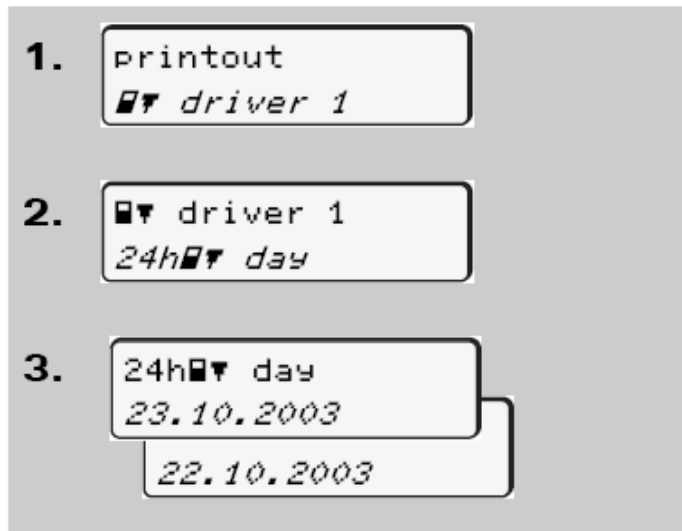 1.
printout
🖪▼ driver 1
2.
🖪▼ driver 1
24h🖪▼ day
3.
24h🖪▼ day
23.10.2003
22.10.2003